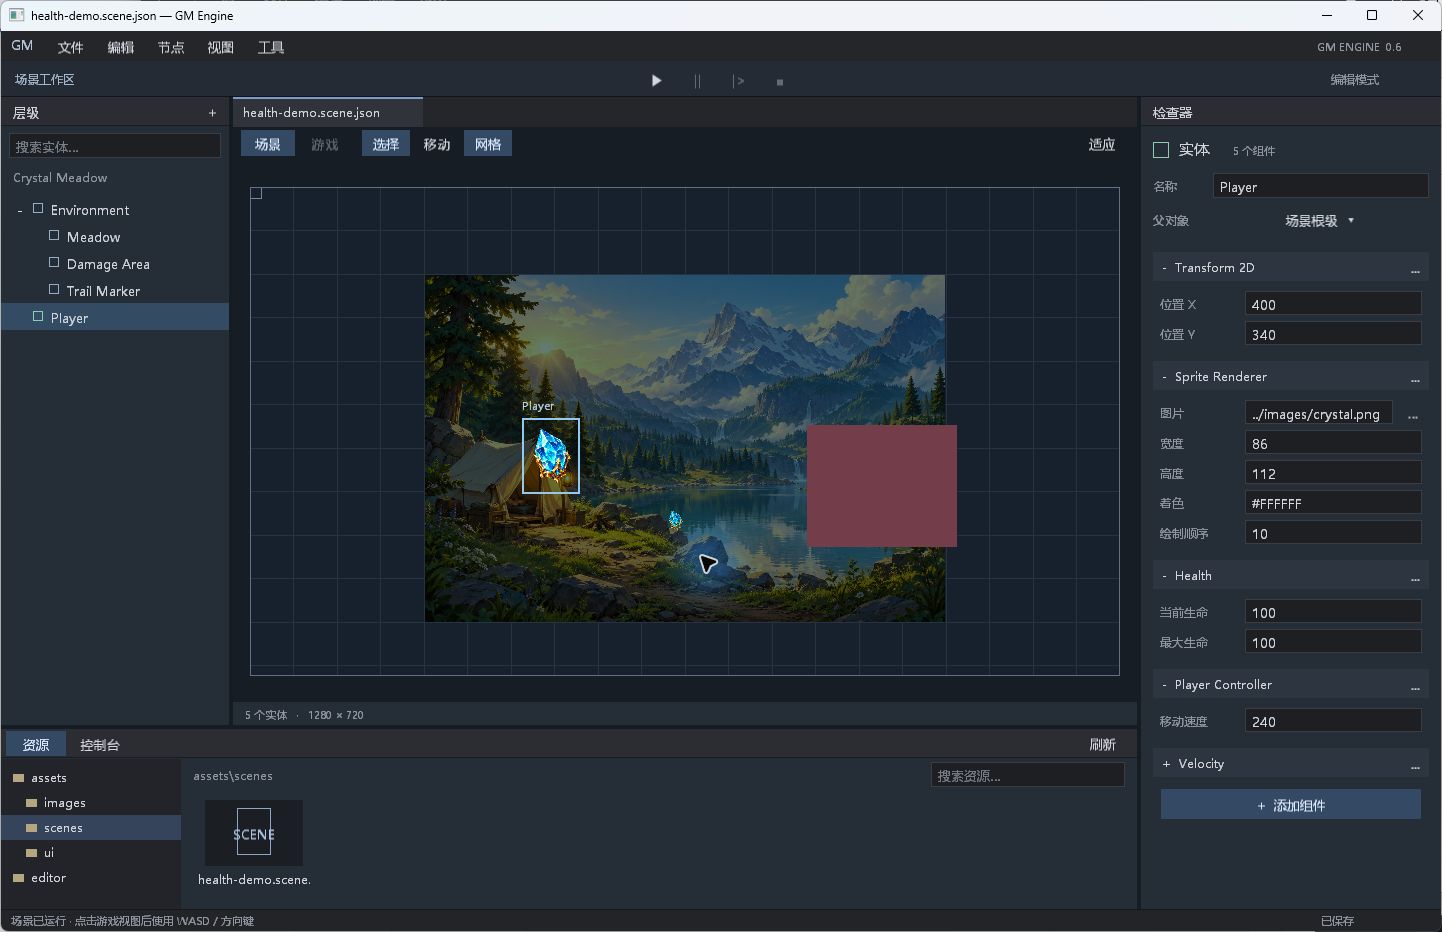 health-demo.scene.json — GM Engine
GM 文件 编辑 节点 视图 工具 GM ENGINE 0.6
场景工作区 编辑模式
层级 +
搜索实体...
Crystal Meadow
- Environment
Meadow
Damage Area
Trail Marker
Player
health-demo.scene.json
场景 游戏 选择 移动 网格 适应
Player
5 个实体 · 1280 × 720
检查器
实体 5 个组件
名称 Player
父对象 场景根级 ▼
- Transform 2D ...
位置 X 400
位置 Y 340
- Sprite Renderer ...
图片 ../images/crystal.png ...
宽度 86
高度 112
着色 #FFFFFF
绘制顺序 10
- Health ...
当前生命 100
最大生命 100
- Player Controller ...
移动速度 240
+ Velocity ...
+ 添加组件
资源 控制台 刷新
assets
images
scenes
ui
editor
assets\scenes 搜索资源...
SCENE
health-demo.scene.
场景已运行 · 点击游戏视图后使用 WASD / 方向键 已保存